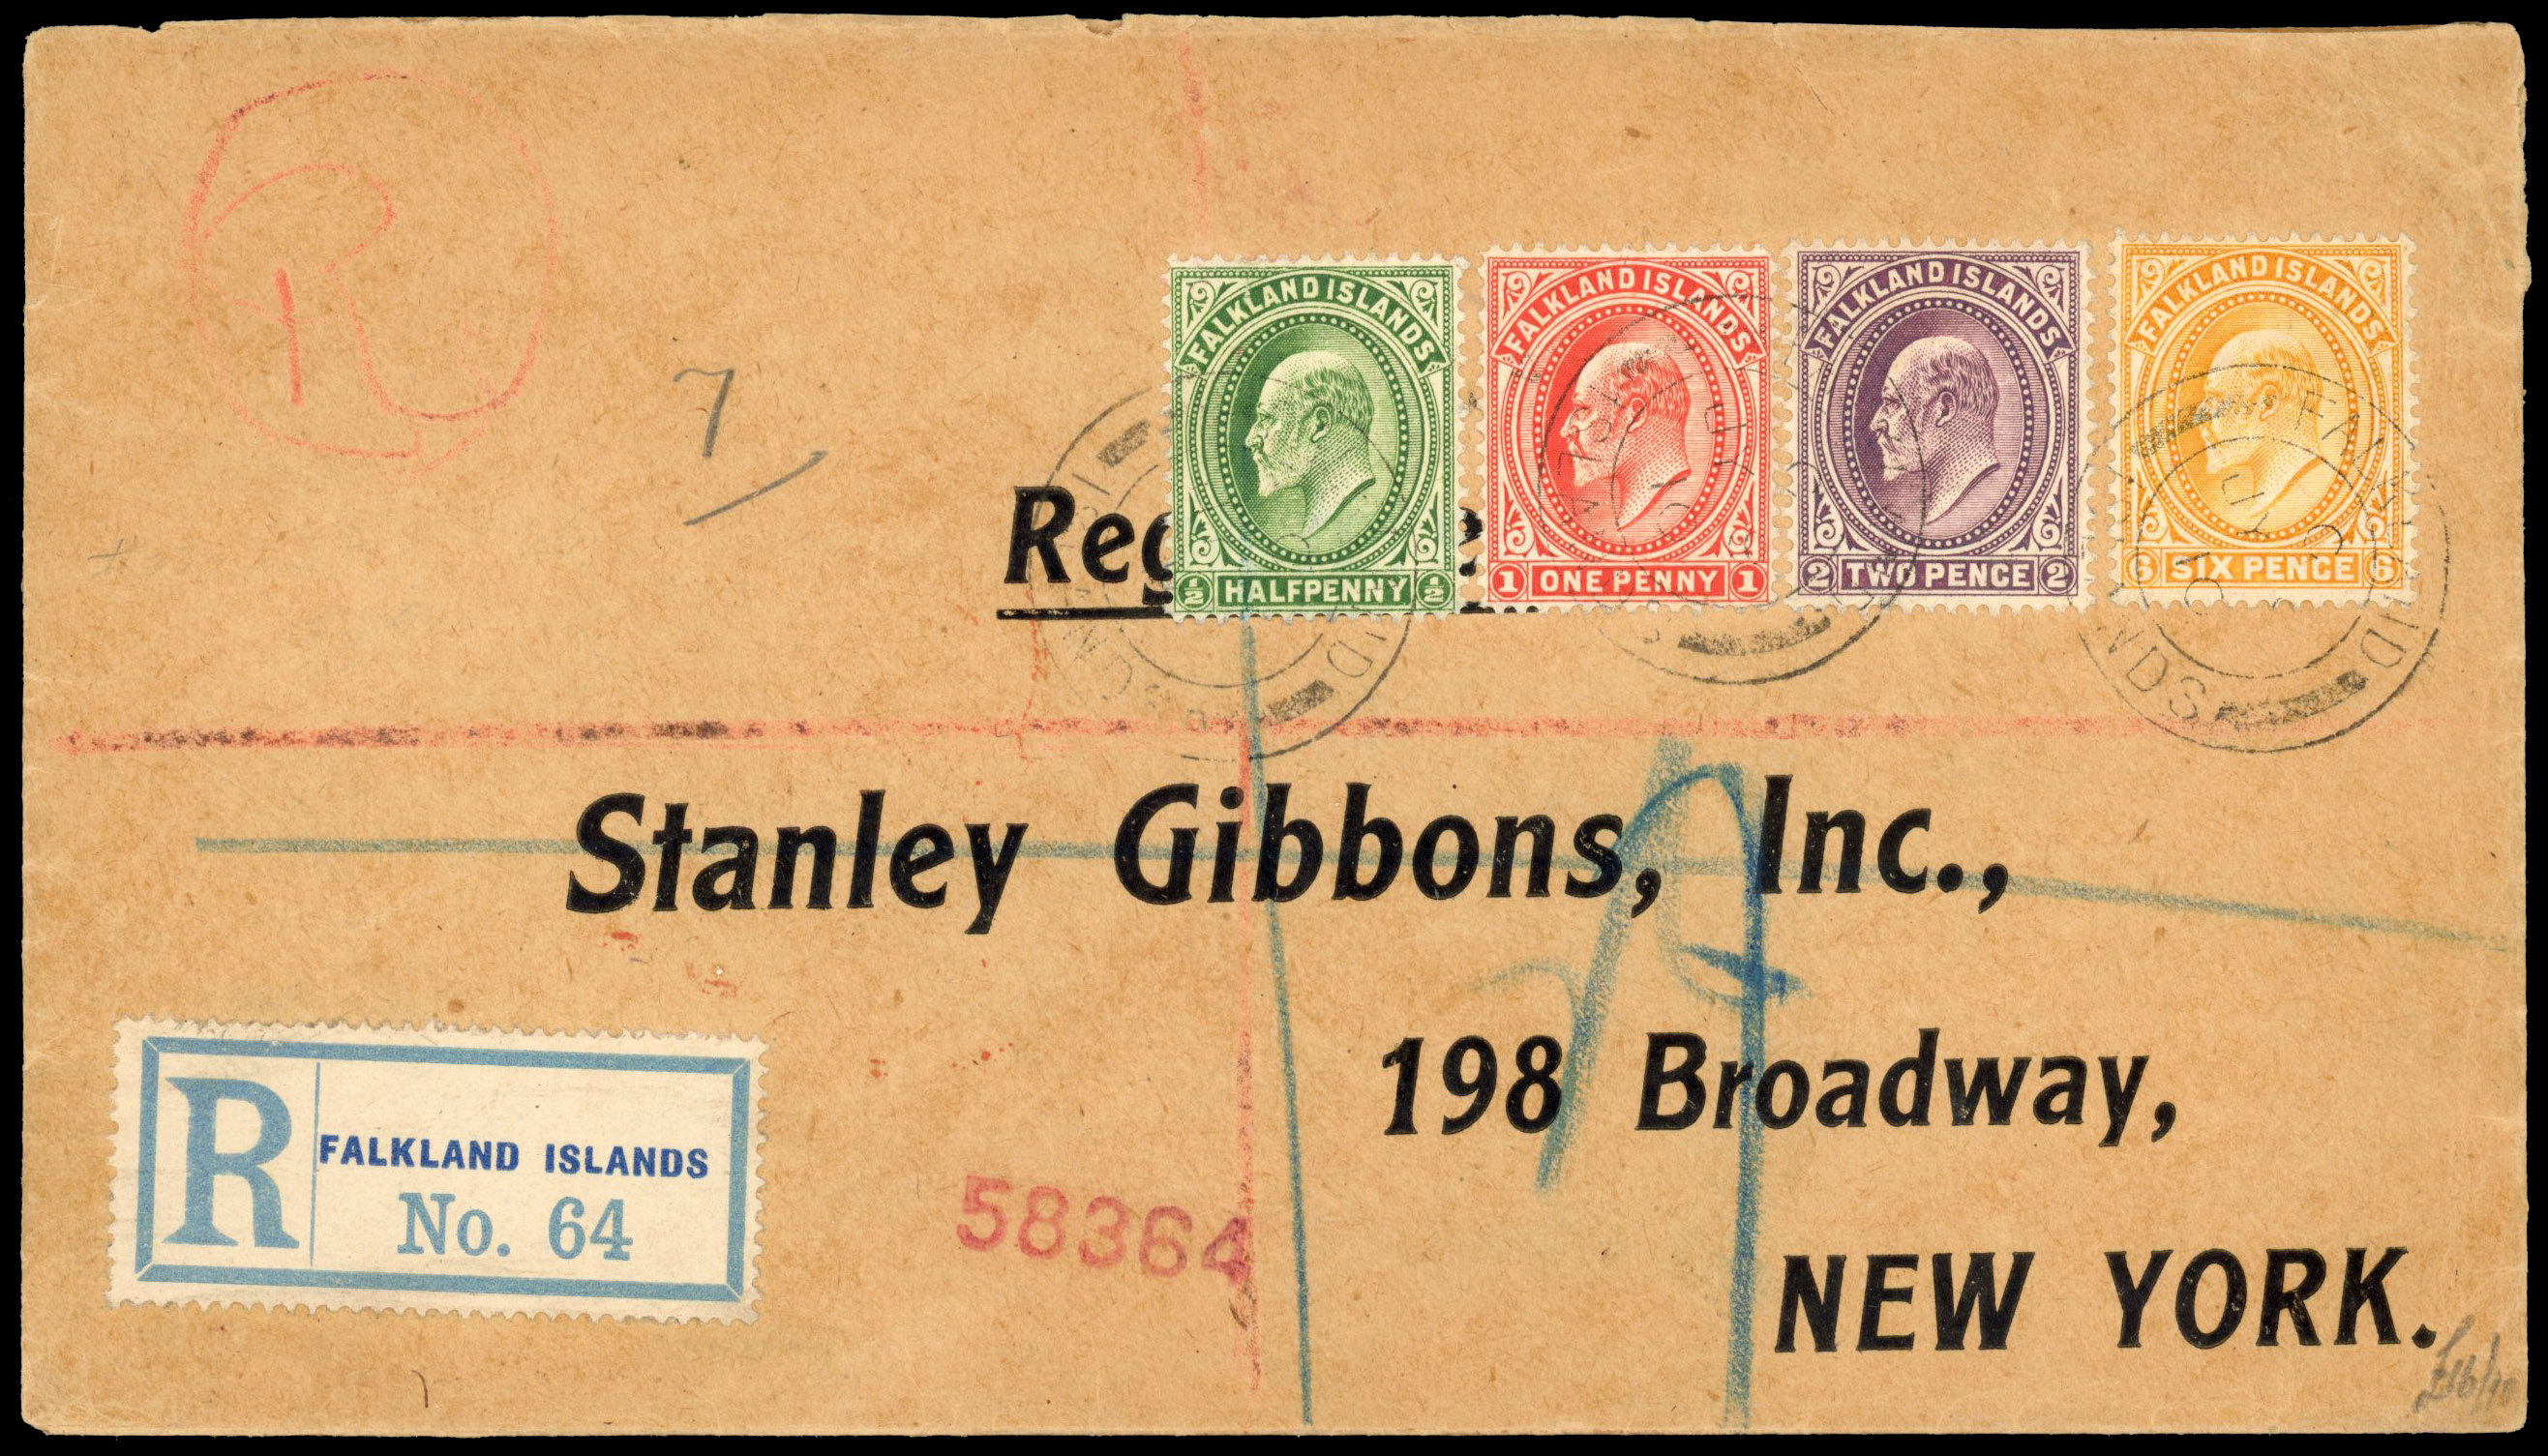 R
7
FALKLAND ISLANDS
½ HALFPENNY ½
FALKLAND ISLANDS
1 ONE PENNY 1
FALKLAND ISLANDS
2 TWO PENCE 2
FALKLAND ISLANDS
6 SIX PENCE 6
Stanley Gibbons, Inc.,
198 Broadway,
NEW YORK.
R
FALKLAND ISLANDS
No. 64
58364